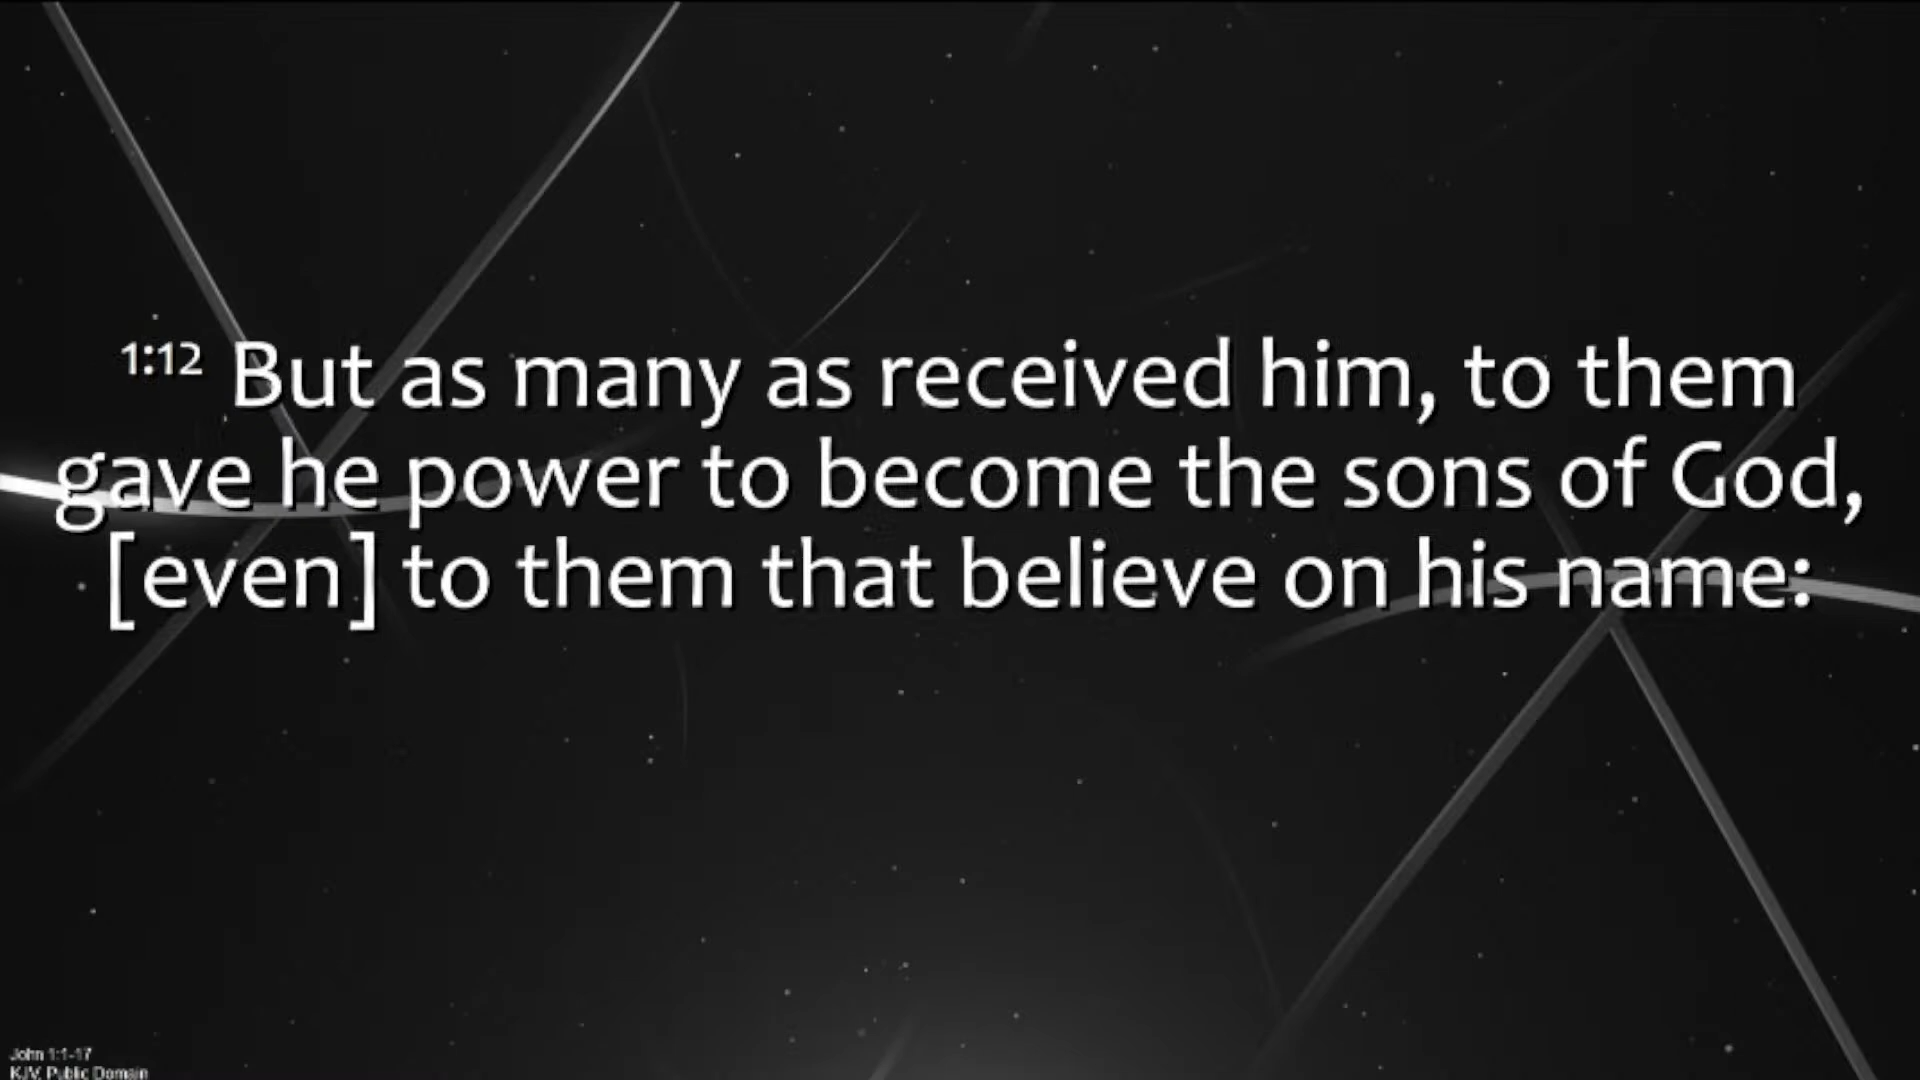 1:12 But as many as received him, to them
gave he power to become the sons of God,
[even] to them that believe on his name:
John 1:1-17
KJV, Public Domain